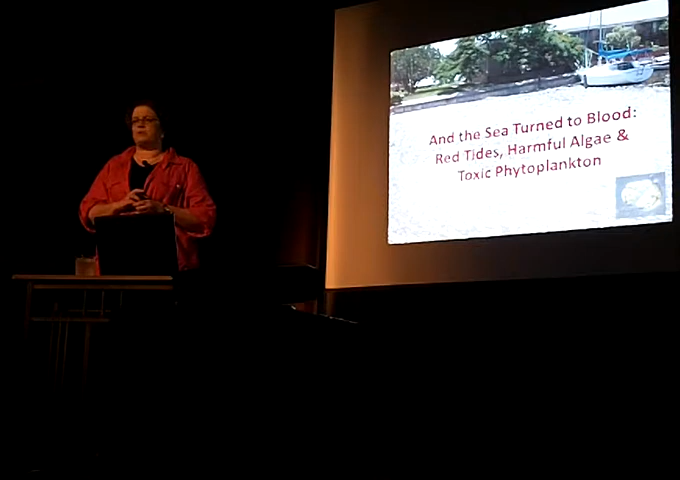 And the Sea Turned to Blood:
Red Tides, Harmful Algae &
Toxic Phytoplankton